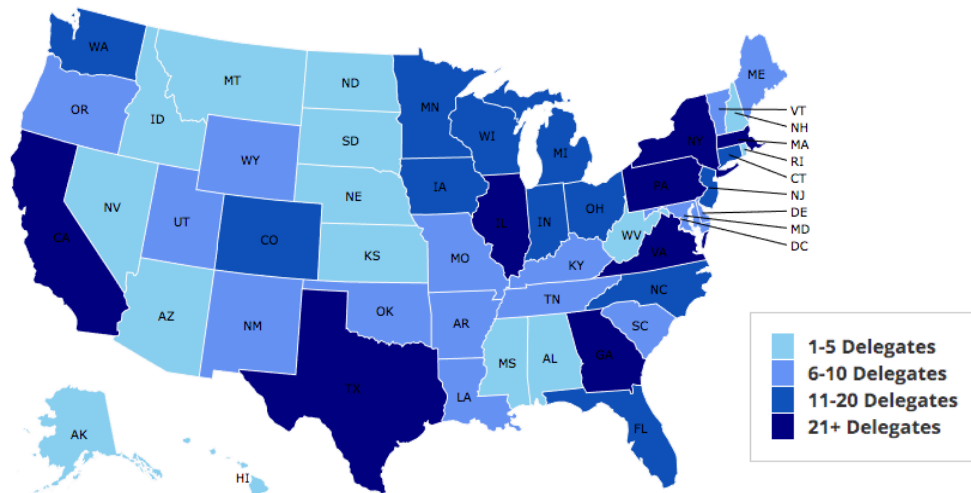 WA
ME
MT
ND
MN
OR
VT
ID
WI
NH
SD
NY
MA
MI
WY
RI
CT
IA
PA
NE
NJ
NV
OH
IL
IN
DE
UT
MD
CO
WV
CA
DC
KS
VA
MO
KY
NC
TN
OK
AZ
NM
AR
SC
MS
AL
GA
TX
LA
FL
AK
HI
1-5 Delegates
6-10 Delegates
11-20 Delegates
21+ Delegates